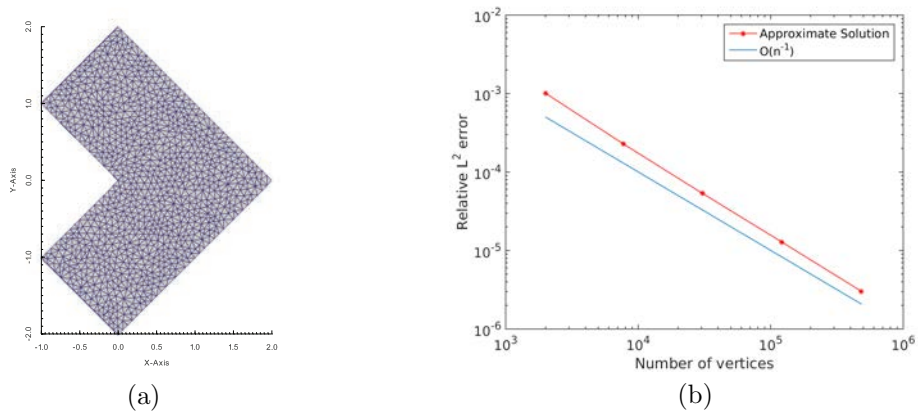 2.0
1.0
0.0
-1.0
-2.0
Y-Axis
-1.0 -0.5 0.0 0.5 1.0 1.5 2.0
X-Axis
(a)
10^-2
10^-3
10^-4
10^-5
10^-6
Relative L^2 error
Approximate Solution
O(n^-1)
10^3 10^4 10^5 10^6
Number of vertices
(b)